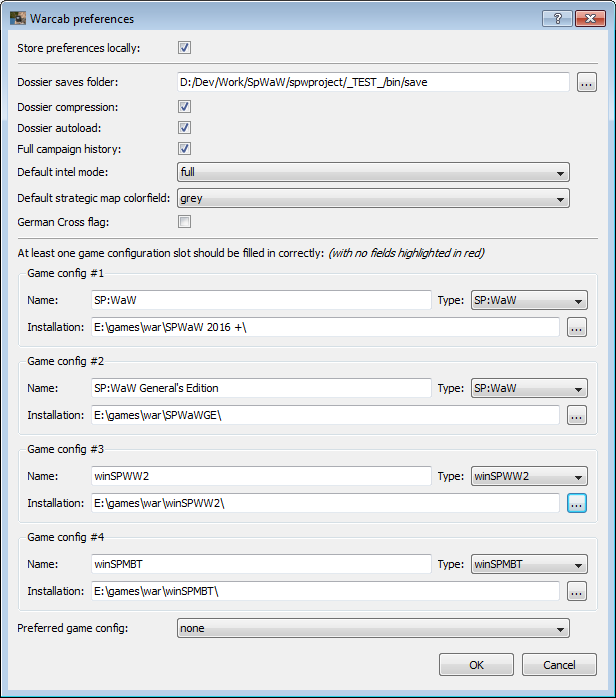 Warcab preferences
?
Store preferences locally:
Dossier saves folder: D:/Dev/Work/SpWaW/spwproject/_TEST_/bin/save ...
Dossier compression:
Dossier autoload:
Full campaign history:
Default intel mode: full
Default strategic map colorfield: grey
German Cross flag:
At least one game configuration slot should be filled in correctly: (with no fields highlighted in red)
Game config #1
Name: SP:WaW Type: SP:WaW
Installation: E:\games\war\SPWaW 2016 +\ ...
Game config #2
Name: SP:WaW General's Edition Type: SP:WaW
Installation: E:\games\war\SPWaWGE\ ...
Game config #3
Name: winSPWW2 Type: winSPWW2
Installation: E:\games\war\winSPWW2\ ...
Game config #4
Name: winSPMBT Type: winSPMBT
Installation: E:\games\war\winSPMBT\ ...
Preferred game config: none
OK Cancel